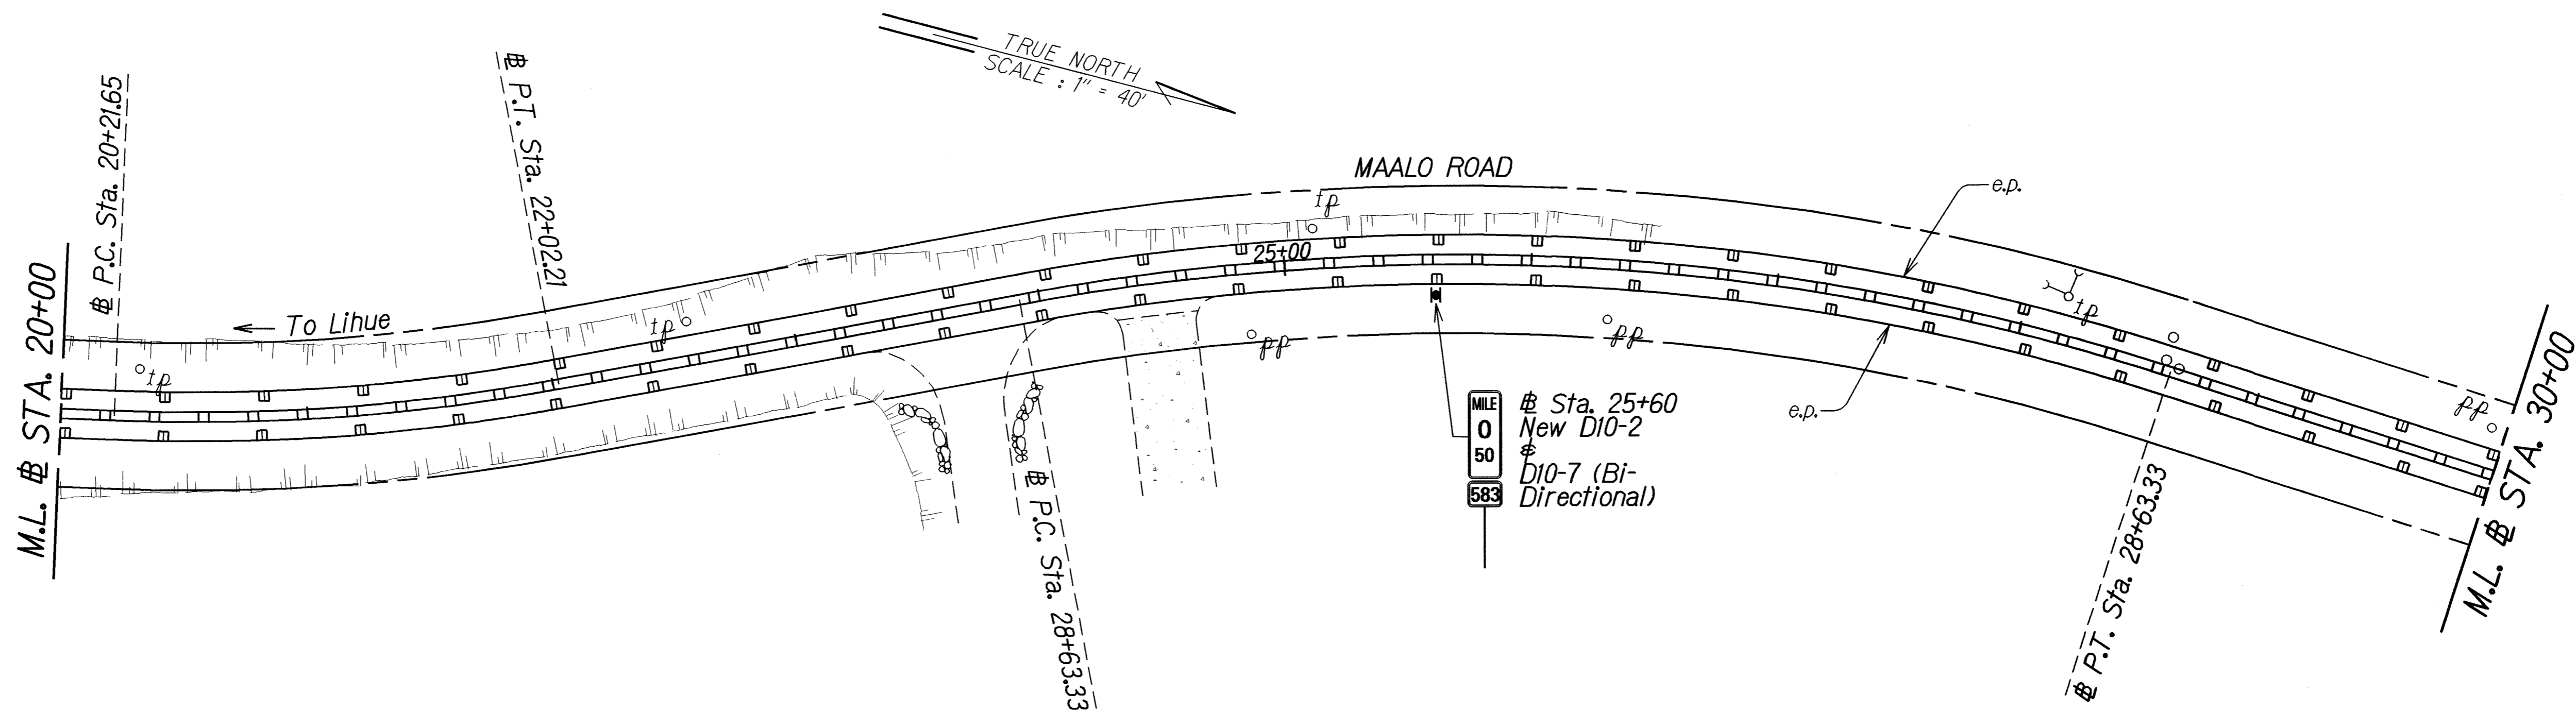 TRUE NORTH
SCALE : 1" = 40'
MAALO ROAD
℄ P.C. Sta. 20+21.65
℄ P.T. Sta. 22+02.21
M.L. ℄ STA. 20+00
To Lihue
tp
tp
tp
25+00
e.p.
tp
pp
pp
pp
e.p.
MILE
0
50
583
℄ Sta. 25+60
New D10-2
&
D10-7 (Bi-
Directional)
℄ P.C. Sta. 28+63.33
℄ P.T. Sta. 28+63.33
M.L. ℄ STA. 30+00